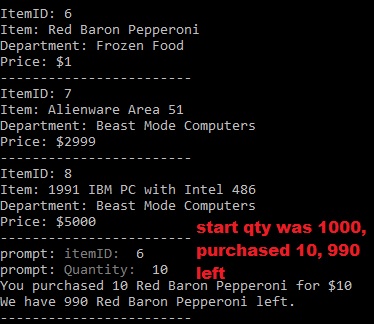 ItemID: 6
Item: Red Baron Pepperoni
Department: Frozen Food
Price: $1
------------------------
ItemID: 7
Item: Alienware Area 51
Department: Beast Mode Computers
Price: $2999
------------------------
ItemID: 8
Item: 1991 IBM PC with Intel 486
Department: Beast Mode Computers
Price: $5000
------------------------
start qty was 1000,
purchased 10, 990
left
prompt: itemID:  6
prompt: Quantity:  10
You purchased 10 Red Baron Pepperoni for $10
We have 990 Red Baron Pepperoni left.
------------------------